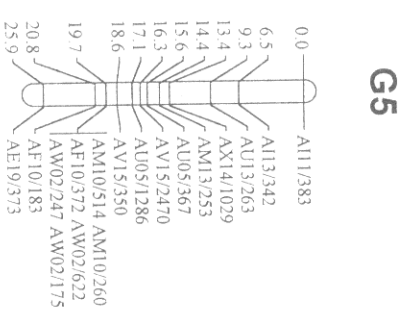 G5
0.0 AI11/383
6.5 AI13/342
9.3 AU13/263
13.4 AX14/1029
14.4 AM13/253
15.6 AU05/367
16.3 AV15/2470
17.1 AU05/1286
18.6 AV15/350
19.7 AM10/514 AM10/260
AF10/372 AW02/622
AW02/247 AW02/175
20.8 AF10/183
25.9 AE19/373